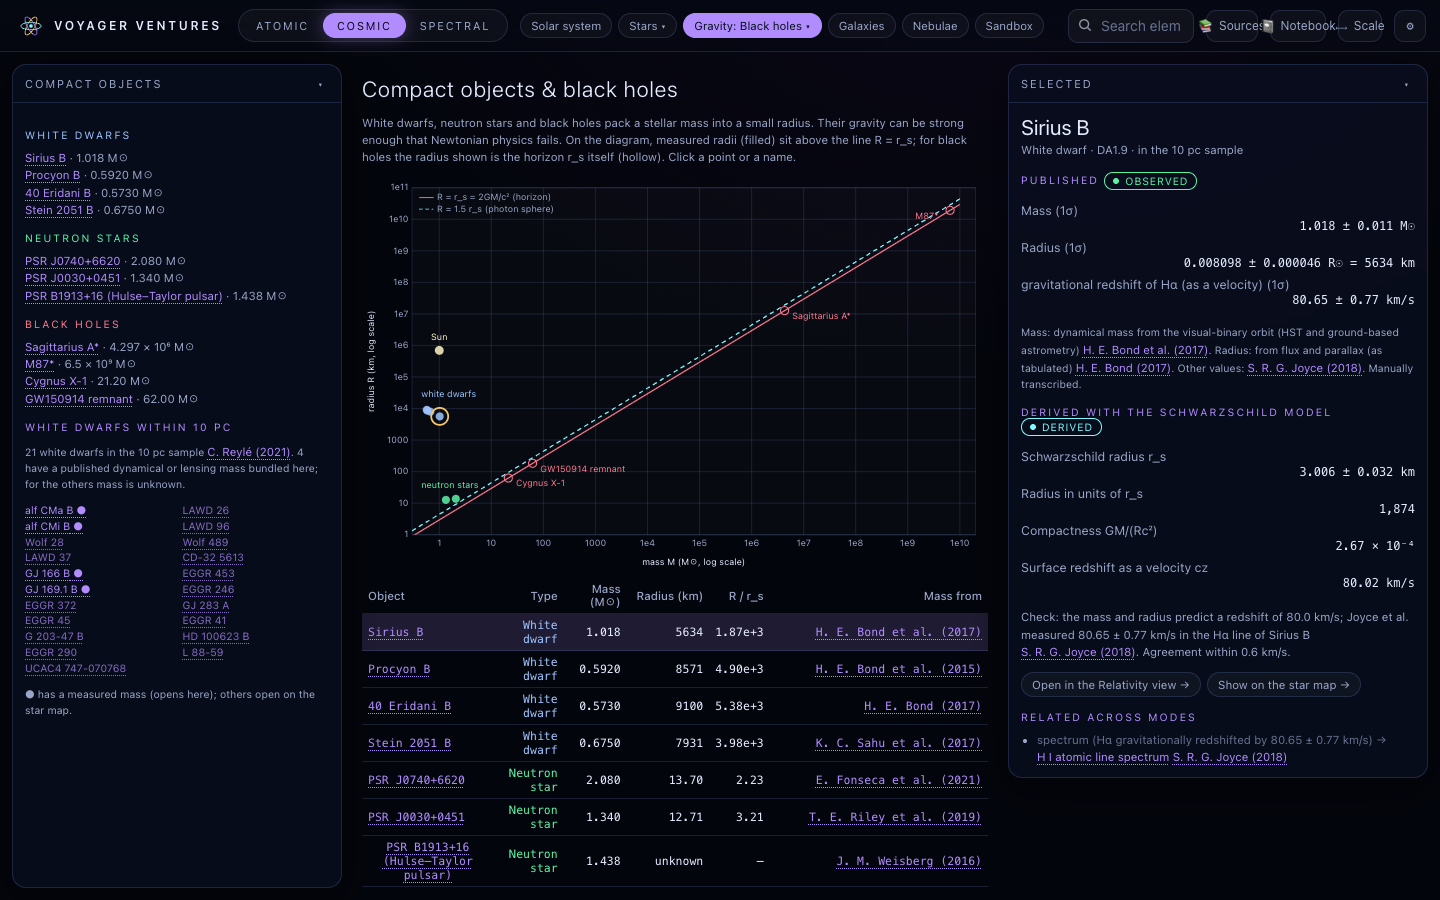 VOYAGER VENTURES
ATOMIC
COSMIC
SPECTRAL
Solar system
Stars ▾
Gravity: Black holes ▾
Galaxies
Nebulae
Sandbox
Search elem
Sources
Notebook
Scale
COMPACT OBJECTS
WHITE DWARFS
Sirius B · 1.018 M☉
Procyon B · 0.5920 M☉
40 Eridani B · 0.5730 M☉
Stein 2051 B · 0.6750 M☉
NEUTRON STARS
PSR J0740+6620 · 2.080 M☉
PSR J0030+0451 · 1.340 M☉
PSR B1913+16 (Hulse–Taylor pulsar) · 1.438 M☉
BLACK HOLES
Sagittarius A* · 4.297 × 10⁶ M☉
M87* · 6.5 × 10⁹ M☉
Cygnus X-1 · 21.20 M☉
GW150914 remnant · 62.00 M☉
WHITE DWARFS WITHIN 10 PC
21 white dwarfs in the 10 pc sample C. Reylé (2021). 4
have a published dynamical or lensing mass bundled here;
for the others mass is unknown.
alf CMa B ●
LAWD 26
alf CMi B ●
LAWD 96
Wolf 28
Wolf 489
LAWD 37
CD-32 5613
GJ 166 B ●
EGGR 453
GJ 169.1 B ●
EGGR 246
EGGR 372
GJ 283 A
EGGR 45
EGGR 41
G 203-47 B
HD 100623 B
EGGR 290
L 88-59
UCAC4 747-070768
● has a measured mass (opens here); others open on the
star map.
Compact objects & black holes
White dwarfs, neutron stars and black holes pack a stellar mass into a small radius. Their gravity can be strong
enough that Newtonian physics fails. On the diagram, measured radii (filled) sit above the line R = r_s; for black
holes the radius shown is the horizon r_s itself (hollow). Click a point or a name.
R = r_s = 2GM/c² (horizon)
R = 1.5 r_s (photon sphere)
1e11
1e10
1e9
1e8
1e7
1e6
1e5
1e4
1000
100
10
1
radius R (km, log scale)
M87*
Sagittarius A*
Sun
white dwarfs
GW150914 remnant
neutron stars
Cygnus X-1
1
10
100
1000
1e4
1e5
1e6
1e7
1e8
1e9
1e10
mass M (M☉, log scale)
Object Type Mass (M☉) Radius (km) R / r_s Mass from
Sirius B White dwarf 1.018 5634 1.87e+3 H. E. Bond et al. (2017)
Procyon B White dwarf 0.5920 8571 4.90e+3 H. E. Bond et al. (2015)
40 Eridani B White dwarf 0.5730 9100 5.38e+3 H. E. Bond (2017)
Stein 2051 B White dwarf 0.6750 7931 3.98e+3 K. C. Sahu et al. (2017)
PSR J0740+6620 Neutron star 2.080 13.70 2.23 E. Fonseca et al. (2021)
PSR J0030+0451 Neutron star 1.340 12.71 3.21 T. E. Riley et al. (2019)
PSR B1913+16 (Hulse–Taylor pulsar) Neutron star 1.438 unknown — J. M. Weisberg (2016)
SELECTED
Sirius B
White dwarf · DA1.9 · in the 10 pc sample
PUBLISHED ● OBSERVED
Mass (1σ)
1.018 ± 0.011 M☉
Radius (1σ)
0.008098 ± 0.000046 R☉ = 5634 km
gravitational redshift of Hα (as a velocity) (1σ)
80.65 ± 0.77 km/s
Mass: dynamical mass from the visual-binary orbit (HST and ground-based
astrometry) H. E. Bond et al. (2017). Radius: from flux and parallax (as
tabulated) H. E. Bond (2017). Other values: S. R. G. Joyce (2018). Manually
transcribed.
DERIVED WITH THE SCHWARZSCHILD MODEL
● DERIVED
Schwarzschild radius r_s
3.006 ± 0.032 km
Radius in units of r_s
1,874
Compactness GM/(Rc²)
2.67 × 10⁻⁴
Surface redshift as a velocity cz
80.02 km/s
Check: the mass and radius predict a redshift of 80.0 km/s; Joyce et al.
measured 80.65 ± 0.77 km/s in the Hα line of Sirius B
S. R. G. Joyce (2018). Agreement within 0.6 km/s.
Open in the Relativity view →
Show on the star map →
RELATED ACROSS MODES
• spectrum (Hα gravitationally redshifted by 80.65 ± 0.77 km/s) →
H I atomic line spectrum S. R. G. Joyce (2018)